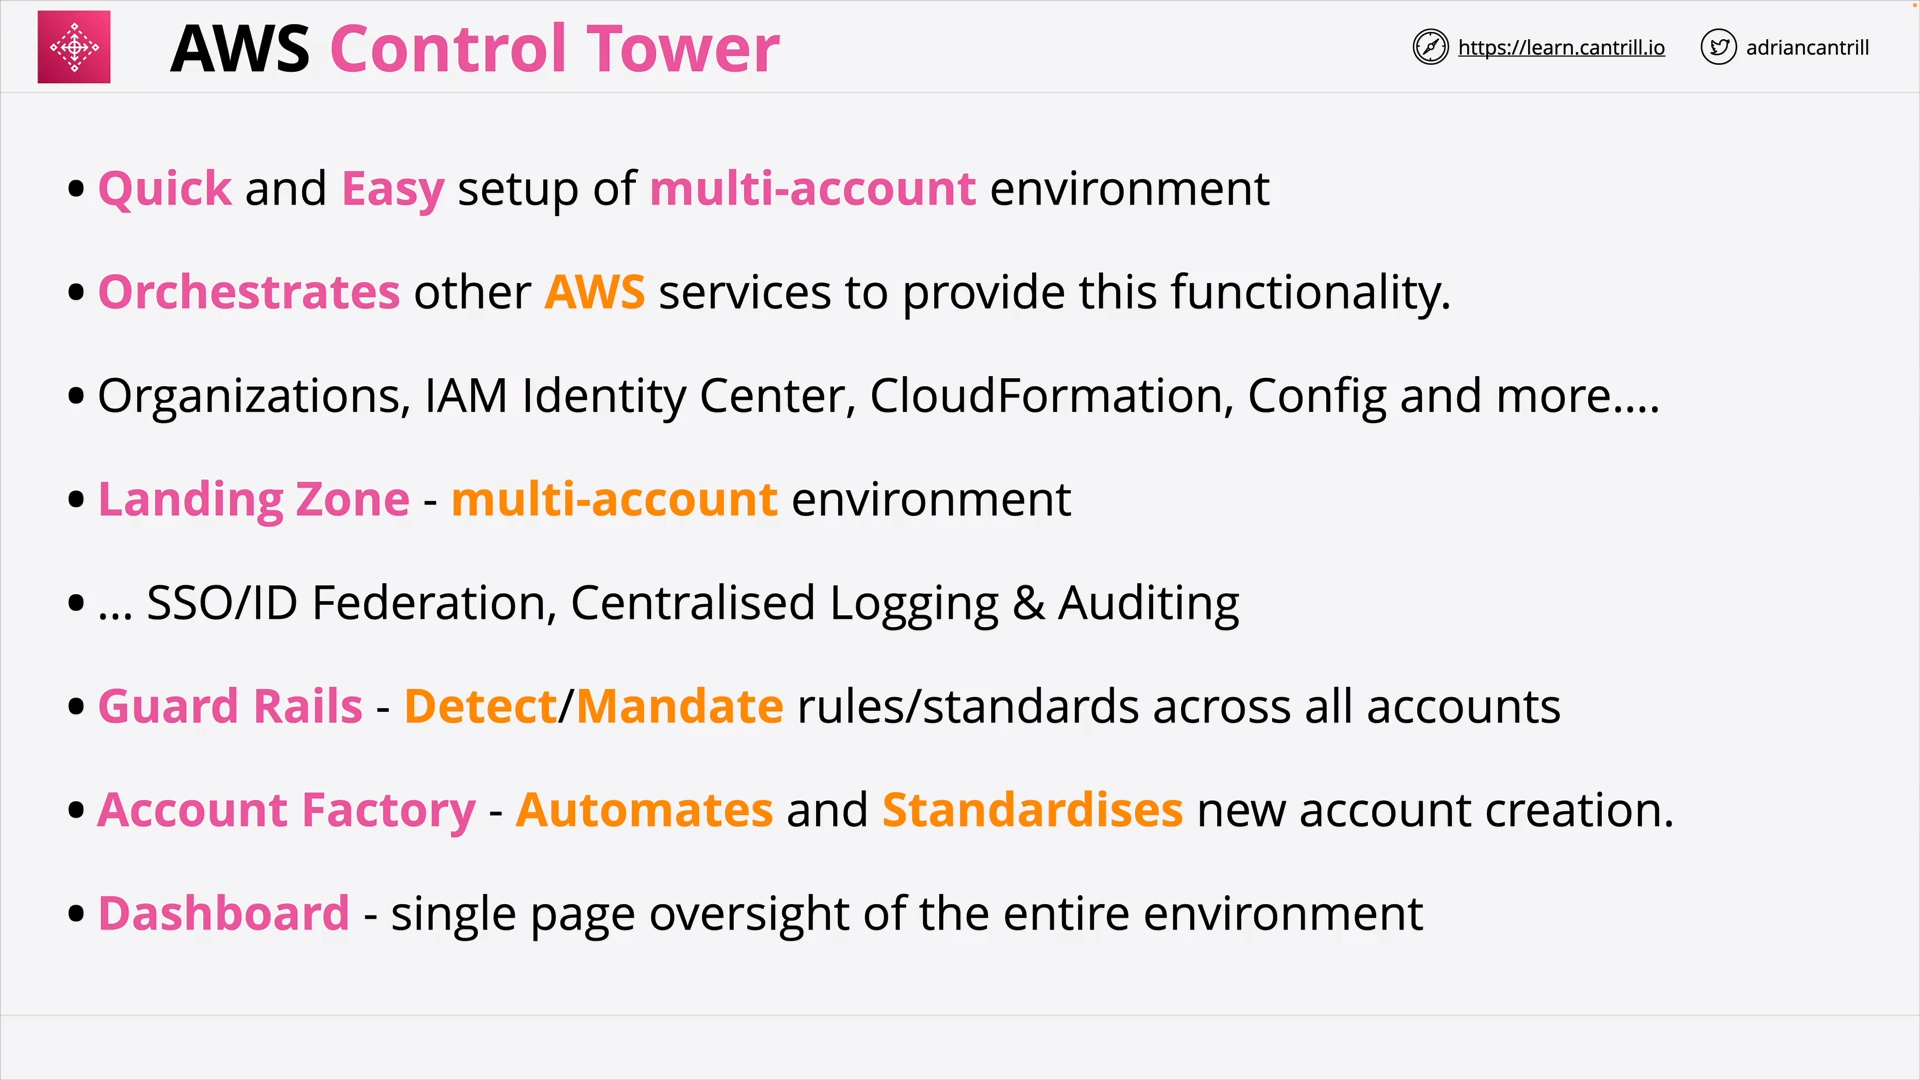 AWS Control Tower
https://learn.cantrill.io
adriancantrill
• Quick and Easy setup of multi-account environment
• Orchestrates other AWS services to provide this functionality.
• Organizations, IAM Identity Center, CloudFormation, Config and more....
• Landing Zone - multi-account environment
• ... SSO/ID Federation, Centralised Logging & Auditing
• Guard Rails - Detect/Mandate rules/standards across all accounts
• Account Factory - Automates and Standardises new account creation.
• Dashboard - single page oversight of the entire environment